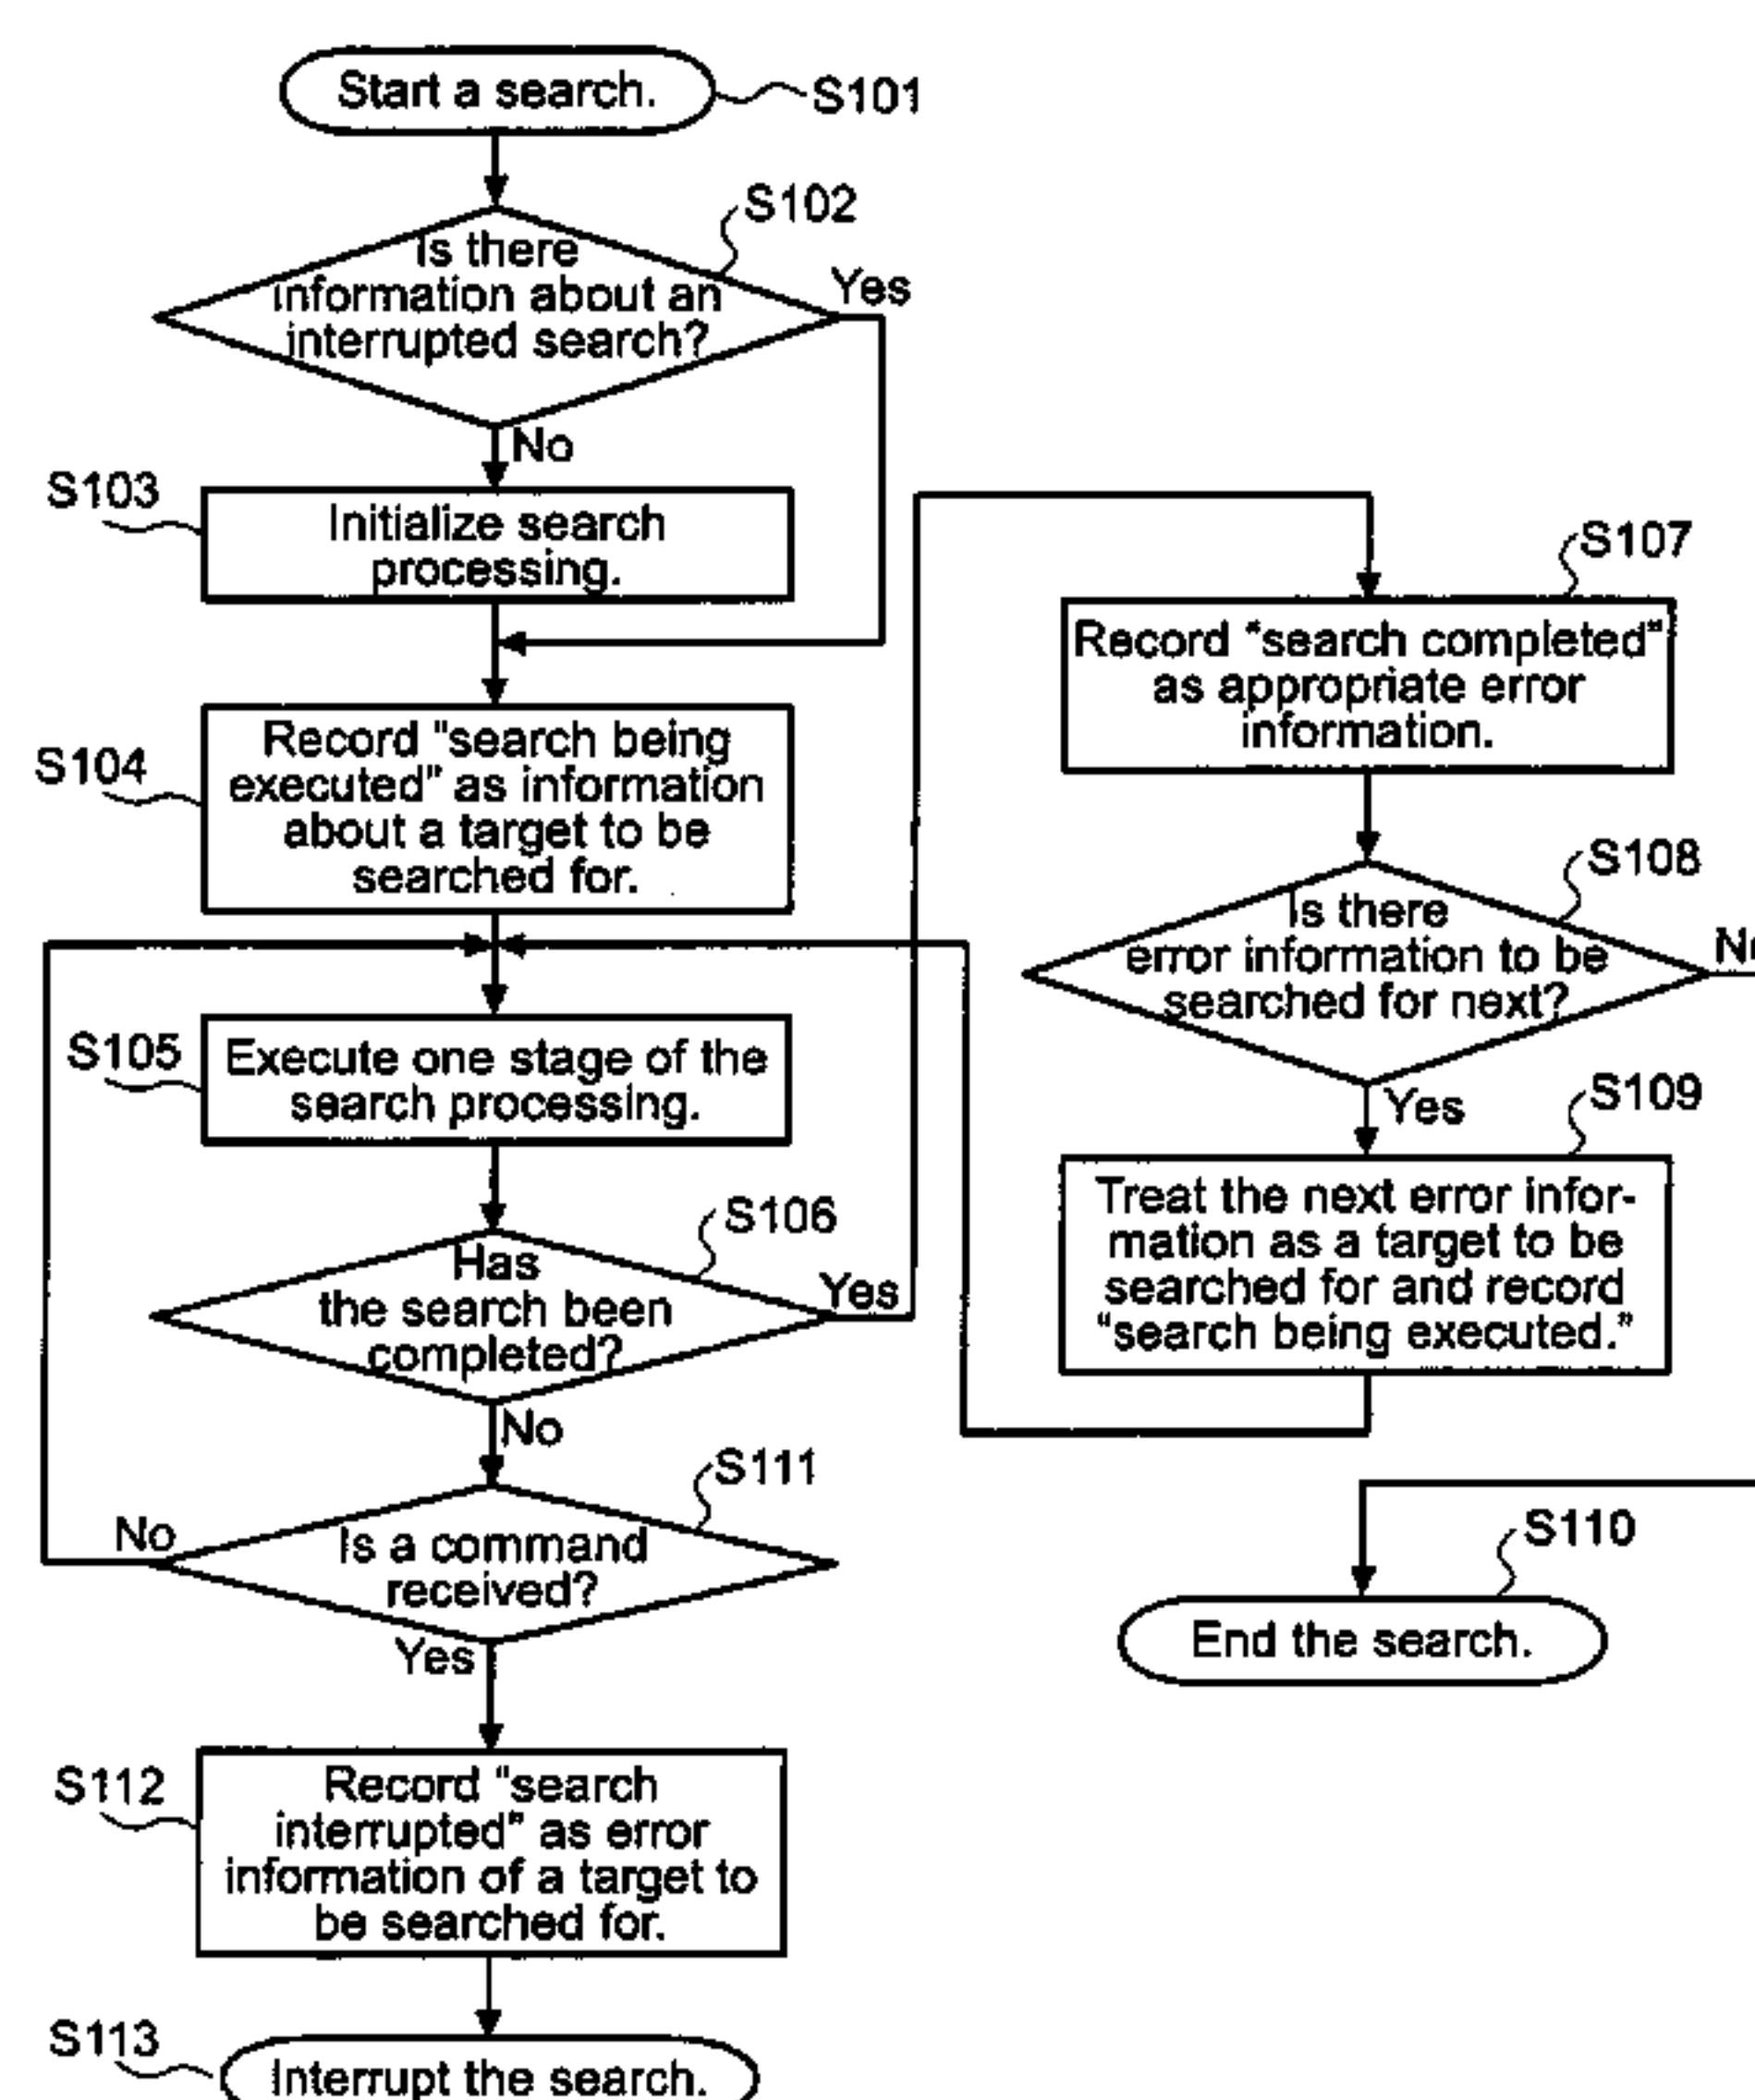 Start a search.
S101
S102
Is there
information about an
interrupted search?
Yes
No
S103
Initialize search
processing.
S104
Record "search being
executed" as information
about a target to be
searched for.
S105
Execute one stage of the
search processing.
S106
Has
the search been
completed?
Yes
No
S111
Is a command
received?
No
Yes
S112
Record "search
interrupted" as error
information of a target to
be searched for.
S113
Interrupt the search.
S107
Record "search completed"
as appropriate error
information.
S108
Is there
error information to be
searched for next?
Yes
S109
Treat the next error infor-
mation as a target to be
searched for and record
"search being executed."
S110
End the search.